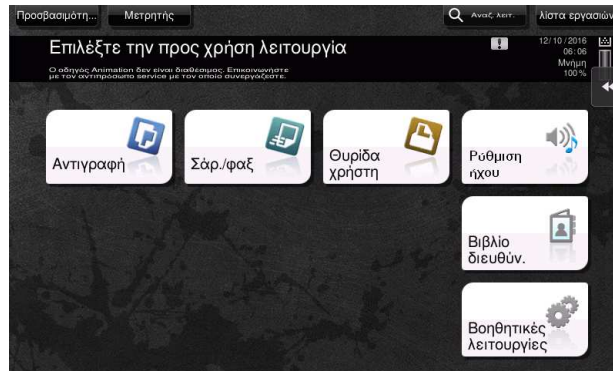 Προσβασιμότη...
Μετρητής
Αναζ. λειτ.
λίστα εργασιών
Επιλέξτε την προς χρήση λειτουργία
Ο οδηγός Animation δεν είναι διαθέσιμος. Επικοινωνήστε
με τον αντιπρόσωπο service με τον οποίο συνεργάζεστε.
12/10/2016
06:06
Μνήμη
100%
Αντιγραφή
Σάρ./φαξ
Θυρίδα
χρήστη
Ρύθμιση
ήχου
Βιβλίο
διευθύν.
Βοηθητικές
λειτουργίες